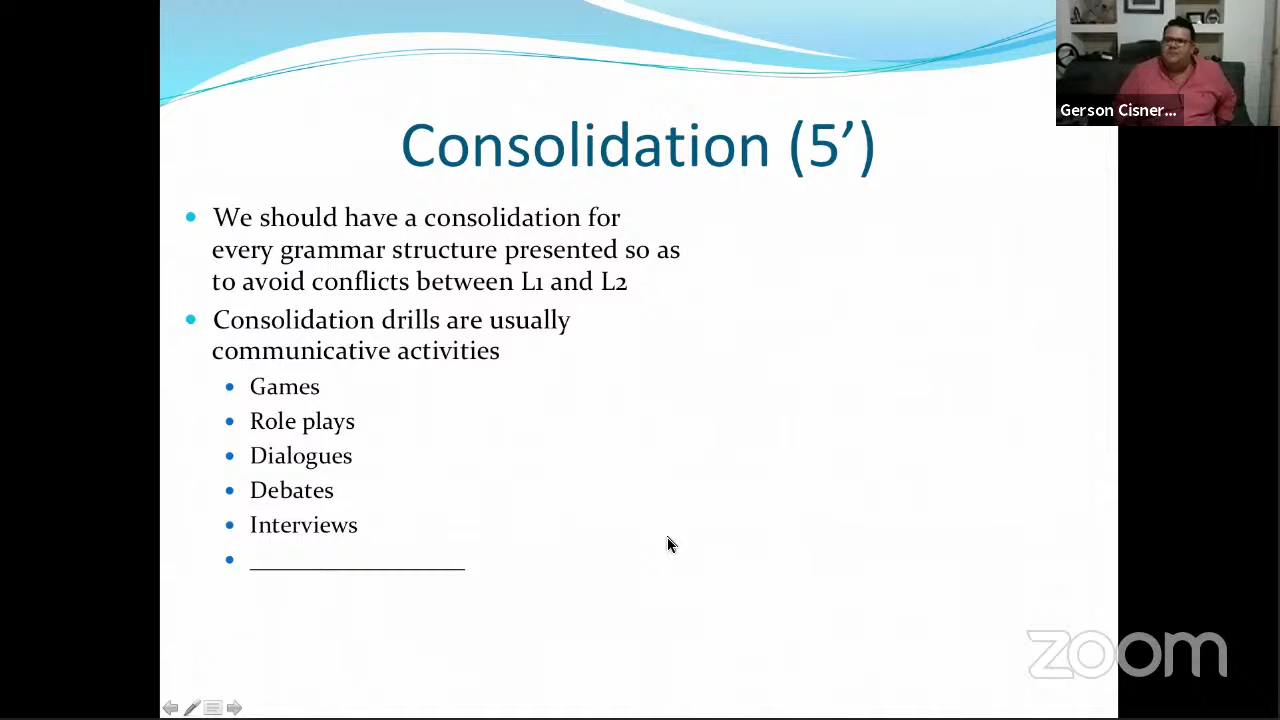 Gerson Cisner...
Consolidation (5’)
We should have a consolidation for
every grammar structure presented so as
to avoid conflicts between L1 and L2
Consolidation drills are usually
communicative activities
Games
Role plays
Dialogues
Debates
Interviews
__________________
zoom